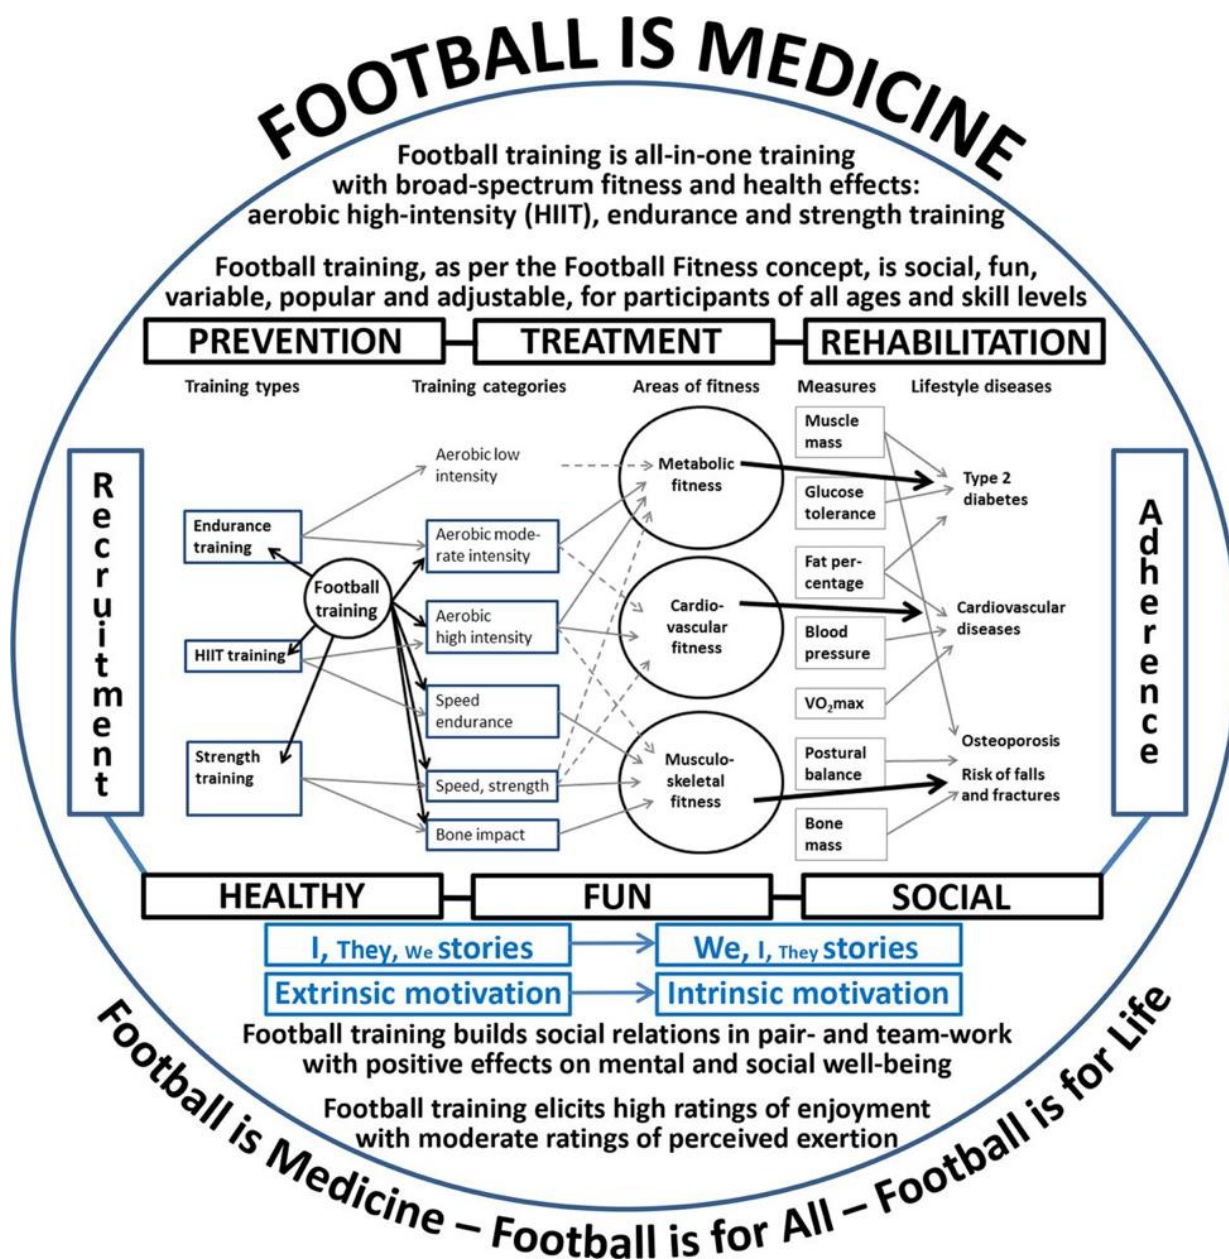 FOOTBALL IS MEDICINE
Football training is all-in-one training
with broad-spectrum fitness and health effects:
aerobic high-intensity (HIIT), endurance and strength training
Football training, as per the Football Fitness concept, is social, fun,
variable, popular and adjustable, for participants of all ages and skill levels
PREVENTION
TREATMENT
REHABILITATION
Training types
Training categories
Areas of fitness
Measures
Lifestyle diseases
Recruitment
Endurance
training
HIIT training
Strength
training
Football
training
Aerobic low
intensity
Aerobic mode-
rate intensity
Aerobic
high intensity
Speed
endurance
Speed, strength
Bone impact
Metabolic
fitness
Cardio-
vascular
fitness
Musculo-
skeletal
fitness
Muscle
mass
Glucose
tolerance
Fat per-
centage
Blood
pressure
VO₂max
Postural
balance
Bone
mass
Type 2
diabetes
Cardiovascular
diseases
Osteoporosis
Risk of falls
and fractures
Adherence
HEALTHY
FUN
SOCIAL
I, They, We stories
We, I, They stories
Extrinsic motivation
Intrinsic motivation
Football training builds social relations in pair- and team-work
with positive effects on mental and social well-being
Football training elicits high ratings of enjoyment
with moderate ratings of perceived exertion
Football is Medicine – Football is for All – Football is for Life